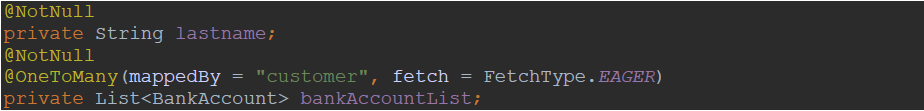 @NotNull
private String lastname;
@NotNull
@OneToMany(mappedBy = "customer", fetch = FetchType.EAGER)
private List<BankAccount> bankAccountList;